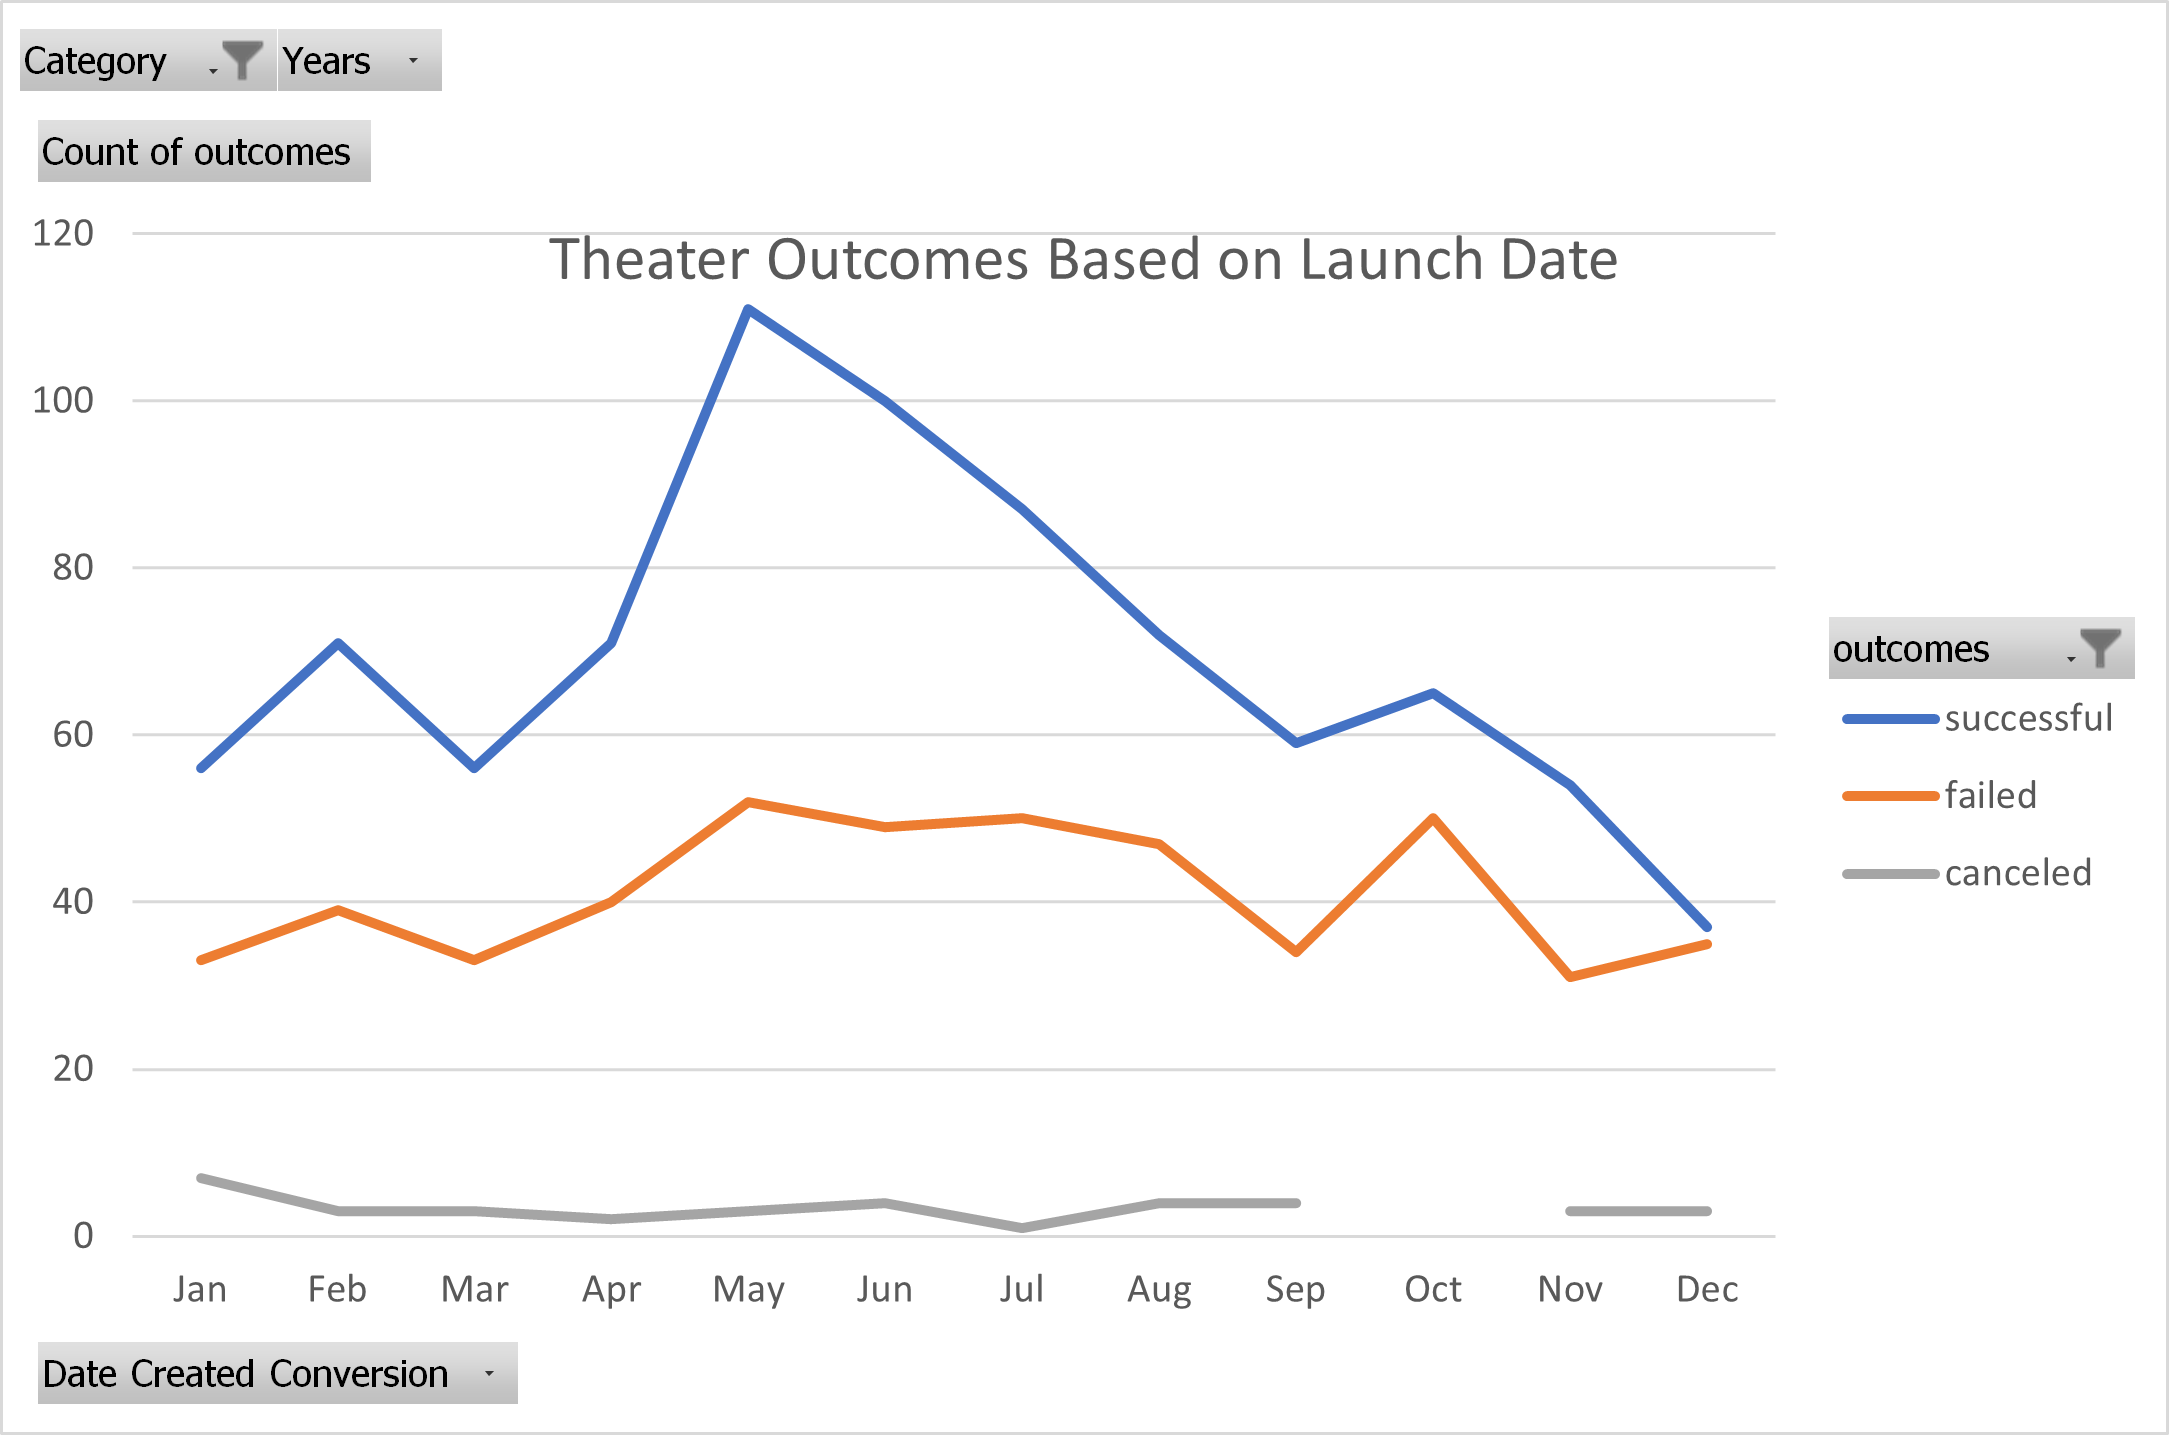 Category Years
Count of outcomes
Theater Outcomes Based on Launch Date
120
100
80
60
40
20
0
Jan Feb Mar Apr May Jun Jul Aug Sep Oct Nov Dec
outcomes
successful
failed
canceled
Date Created Conversion